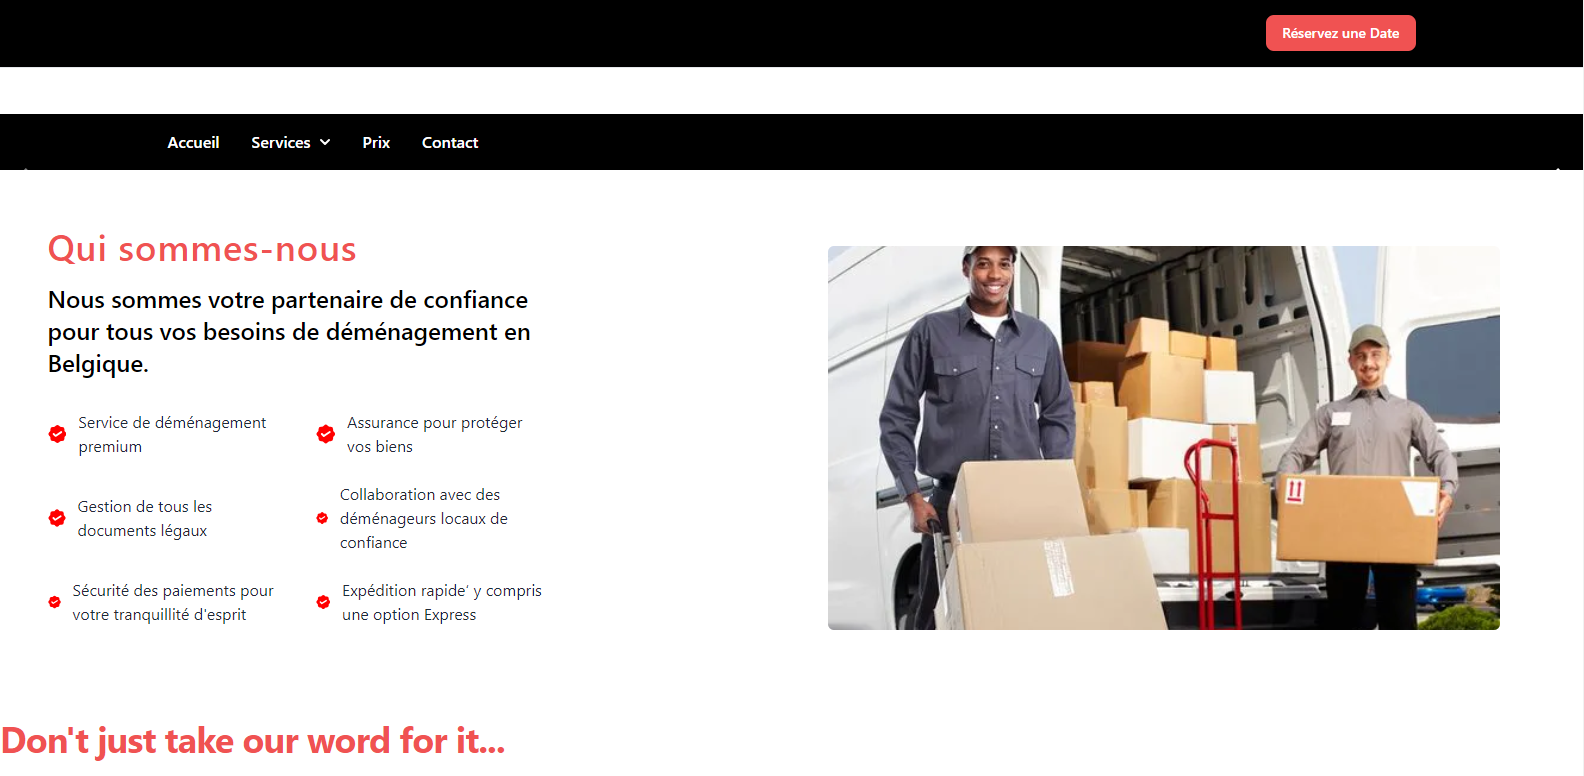 Réservez une Date
Accueil Services Prix Contact
Qui sommes-nous
Nous sommes votre partenaire de confiance
pour tous vos besoins de déménagement en
Belgique.
Service de déménagement
premium
Assurance pour protéger
vos biens
Gestion de tous les
documents légaux
Collaboration avec des
déménageurs locaux de
confiance
Sécurité des paiements pour
votre tranquillité d'esprit
Expédition rapide‘ y compris
une option Express
Don't just take our word for it...